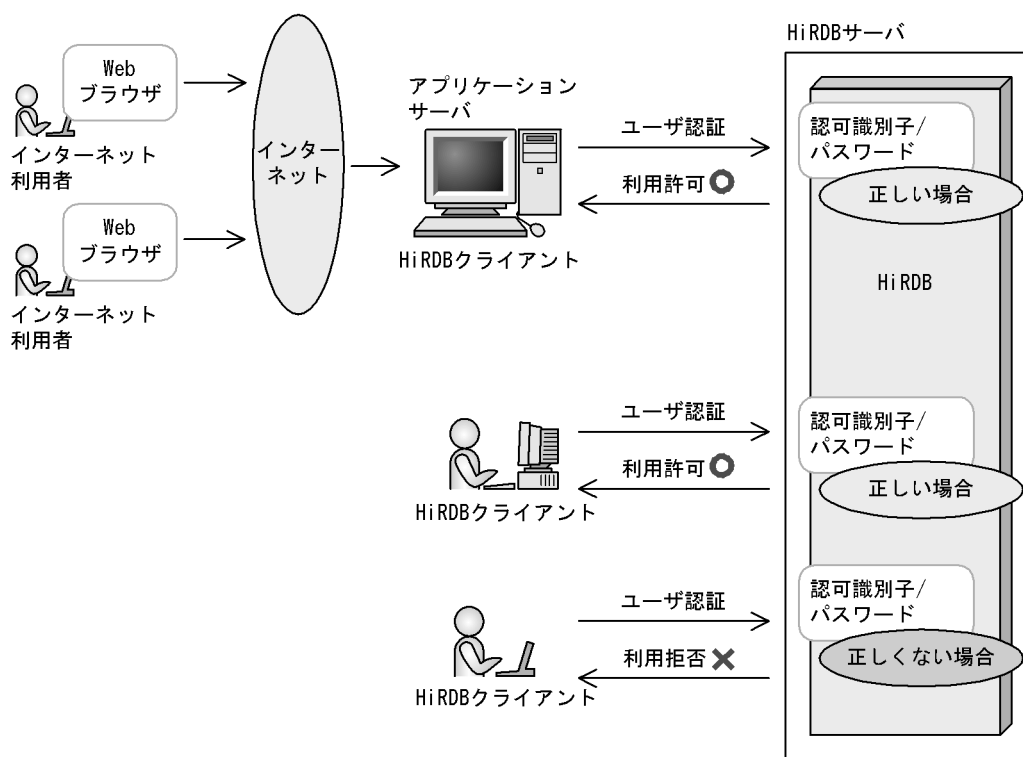 HiRDBサーバ
Web
ブラウザ
インターネット
利用者
Web
ブラウザ
インターネット
利用者
インター
ネット
アプリケーション
サーバ
HiRDBクライアント
ユーザ認証
利用許可
認可識別子/
パスワード
正しい場合
HiRDB
ユーザ認証
利用許可
HiRDBクライアント
認可識別子/
パスワード
正しい場合
ユーザ認証
利用拒否
HiRDBクライアント
認可識別子/
パスワード
正しくない場合